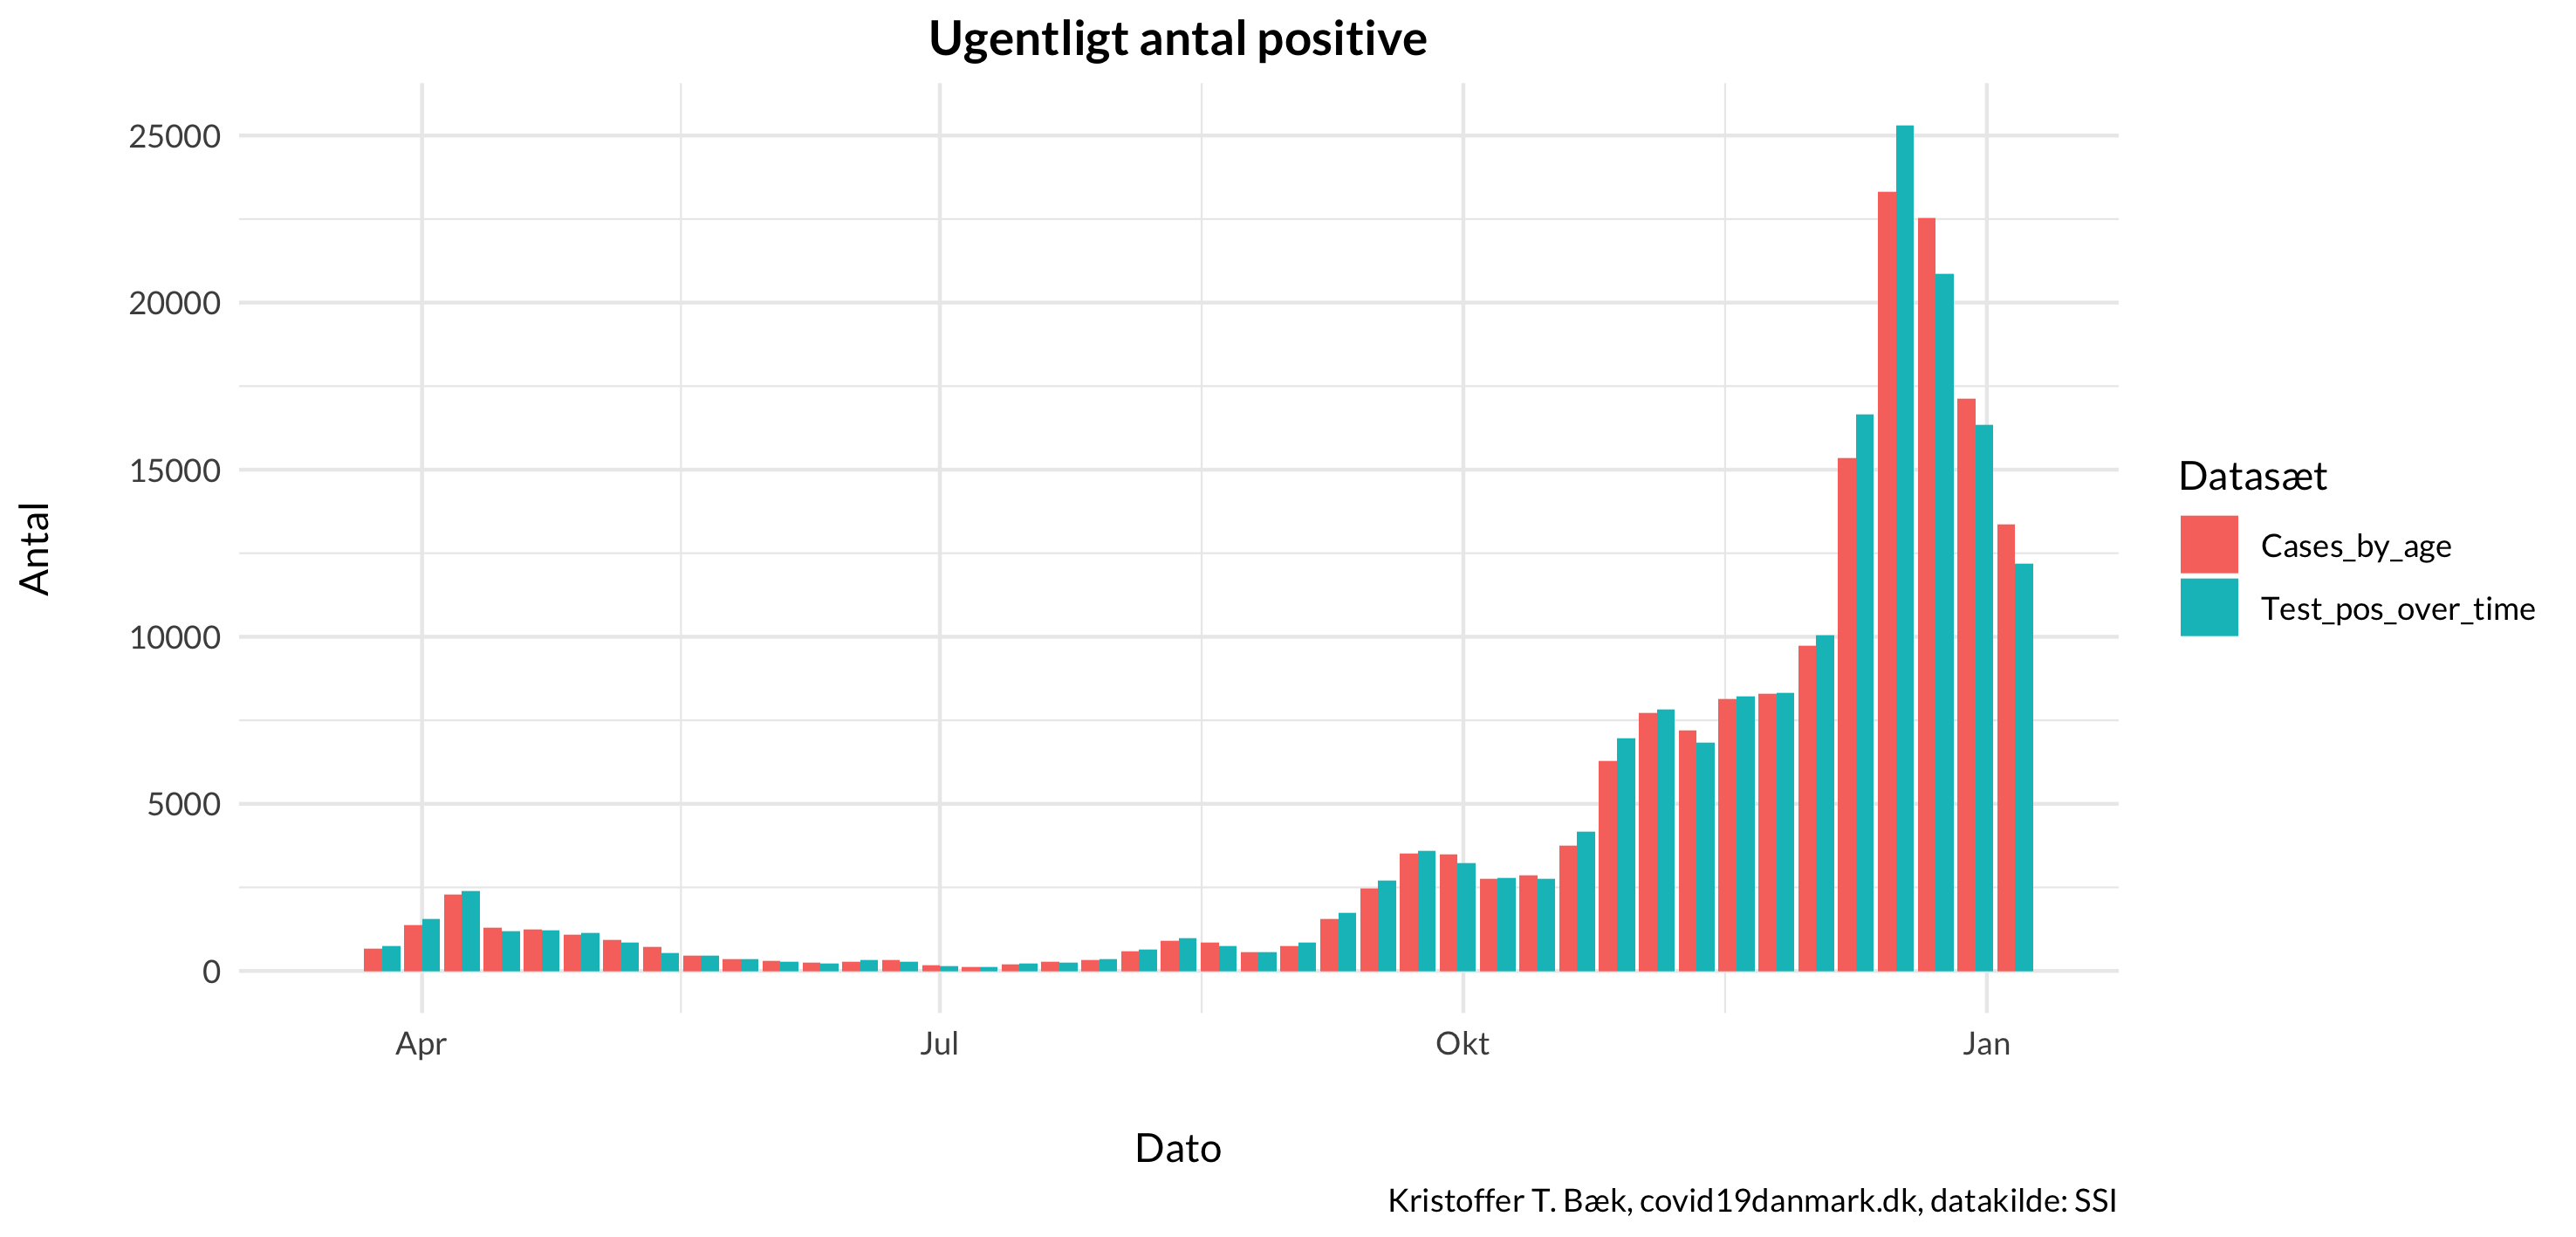 Ugentligt antal positive
25000
20000
15000
10000
5000
0
Antal
Apr
Jul
Okt
Jan
Dato
Datasæt
Cases_by_age
Test_pos_over_time
Kristoffer T. Bæk, covid19danmark.dk, datakilde: SSI